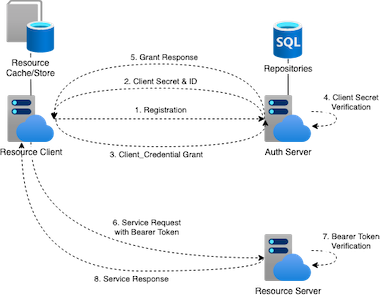 SQL
Resource
Cache/Store
Repositories
5. Grant Response
2. Client Secret & ID
1. Registration
4. Client Secret
Verification
Resource Client
Auth Server
3. Client_Credential Grant
6. Service Request
with Bearer Token
7. Bearer Token
Verification
8. Service Response
Resource Server